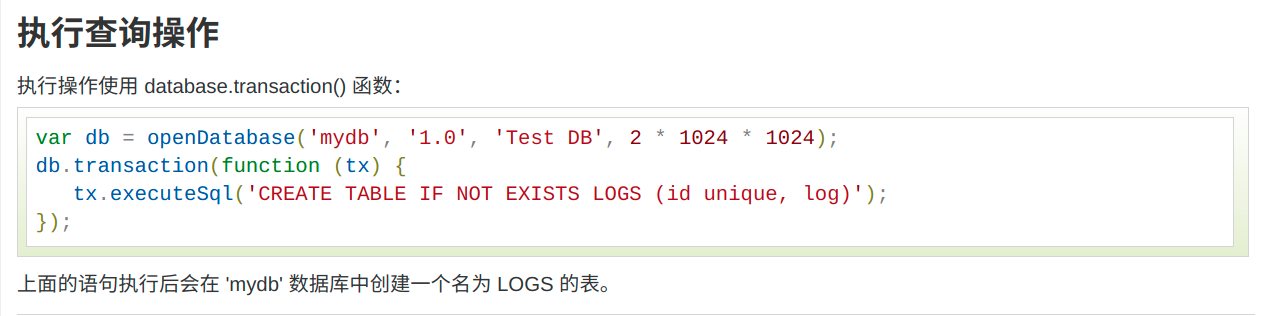 执行查询操作
执行操作使用 database.transaction() 函数：
var db = openDatabase('mydb', '1.0', 'Test DB', 2 * 1024 * 1024);
db.transaction(function (tx) {
   tx.executeSql('CREATE TABLE IF NOT EXISTS LOGS (id unique, log)');
});
上面的语句执行后会在 'mydb' 数据库中创建一个名为 LOGS 的表。